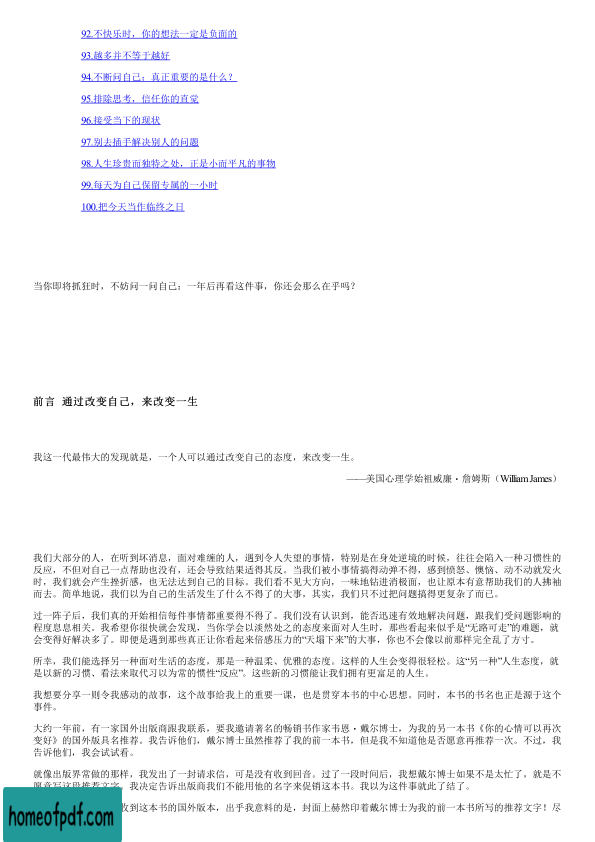 92.不快乐时，你的想法一定是负面的
93.越多并不等于越好
94.不断问自己：真正重要的是什么？
95.排除思考，信任你的直觉
96.接受当下的现状
97.别去插手解决别人的问题
98.人生珍贵而独特之处，正是小而平凡的事物
99.每天为自己保留专属的一小时
100.把今天当作临终之日
当你即将抓狂时，不妨问一问自己：一年后再看这件事，你还会那么在乎吗？
前言 通过改变自己，来改变一生
我这一代最伟大的发现就是，一个人可以通过改变自己的态度，来改变一生。
——美国心理学始祖威廉·詹姆斯（William James）
我们大部分的人，在听到坏消息，面对难缠的人，遇到令人失望的事情，特别是在身处逆境的时候，往往会陷入一种习惯性的
反应，不但对自己一点帮助也没有，还会导致结果适得其反。当我们被小事情搞得动弹不得，感到愤怒、懊恼、动不动就发火
时，我们就会产生挫折感，也无法达到自己的目标。我们看不见大方向，一味地钻进消极面，也让原本有意帮助我们的人拂袖
而去。简单地说，我们以为自己的生活发生了什么不得了的大事，其实，我们只不过把问题搞得更复杂了而已。
过一阵子后，我们真的开始相信每件事情都重要得不得了。我们没有认识到，能否迅速有效地解决问题，跟我们受问题影响的
程度息息相关。我希望你很快就会发现，当你学会以淡然处之的态度来面对人生时，那些看起来似乎是“无路可走”的难题，就
会变得好解决多了。即便是遇到那些真正让你看起来倍感压力的“天塌下来”的大事，你也不会像以前那样完全乱了方寸。
所幸，我们能选择另一种面对生活的态度，那是一种温柔、优雅的态度。这样的人生会变得很轻松。这“另一种”人生态度，就
是以新的习惯、看法来取代习以为常的惯性“反应”。这些新的习惯能让我们拥有更富足的人生。
我想要分享一则令我感动的故事，这个故事给我上的重要一课，也是贯穿本书的中心思想。同时，本书的书名也正是源于这个
事件。
大约一年前，有一家国外出版商跟我联系，要我邀请著名的畅销书作家韦恩·戴尔博士，为我的另一本书《你的心情可以再次
变好》的国外版具名推荐。我告诉他们，戴尔博士虽然推荐了我的前一本书，但是我不知道他是否愿意再推荐一次。不过，我
告诉他们，我会试试看。
就像出版界常做的那样，我发出了一封请求信，可是没有收到回音。过了一段时间后，我想戴尔博士如果不是太忙了，就是不
愿意写这段推荐文字。我决定告诉出版商我们不能用他的名字来促销这本书。我以为这件事就此了结了。
收到这本书的国外版本，出乎我意料的是，封面上赫然印着戴尔博士为我的前一本书所写的推荐文字！尽
homeofpdf.com